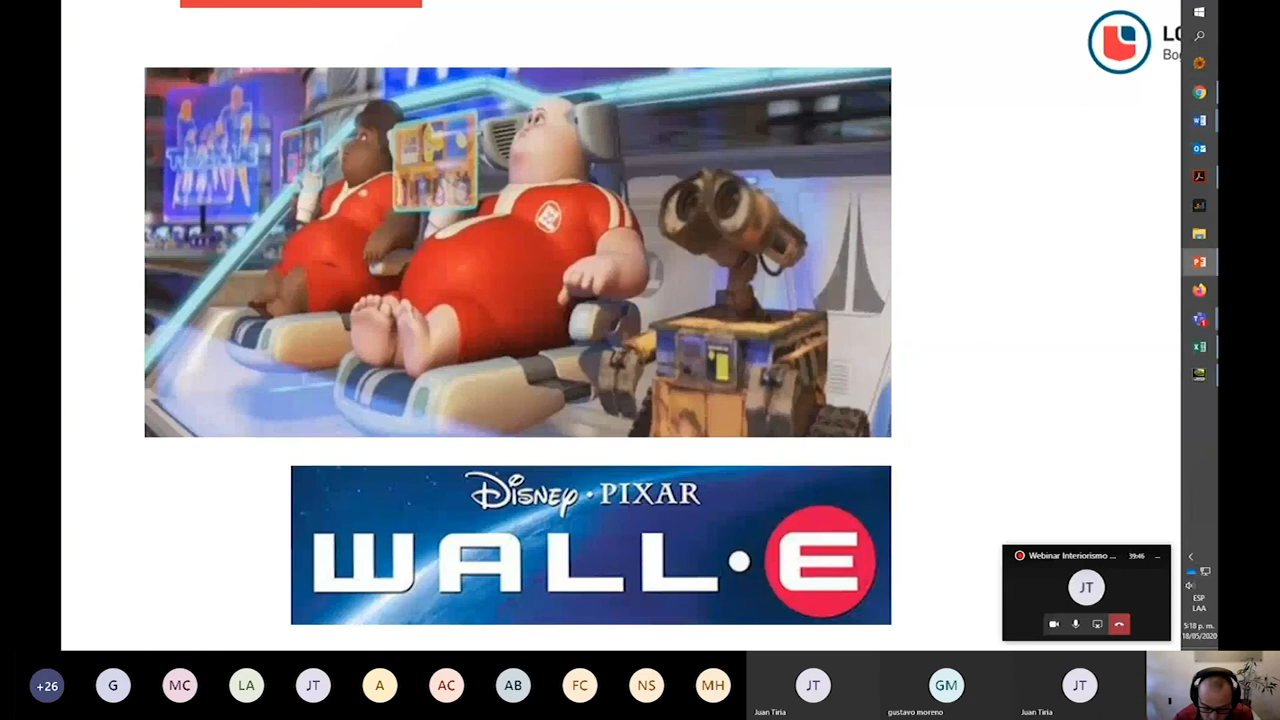 DISNEY · PIXAR
WALL·E
Webinar Interiorismo ...
39:46
JT
ESP
LAA
5:18 p. m.
18/05/2020
+26
G
MC
LA
JT
A
AC
AB
FC
NS
MH
JT
Juan Tiria
GM
gustavo moreno
JT
Juan Tiria